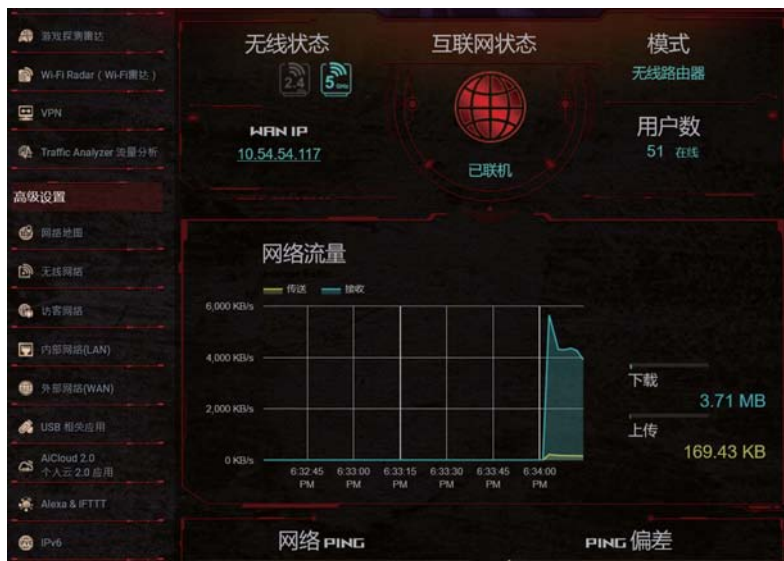 游戏探测雷达
Wi-Fi Radar ( Wi-Fi雷达 )
VPN
Traffic Analyzer 流量分析
高级设置
网络地图
无线网络
访客网络
内部网络(LAN)
外部网络(WAN)
USB 相关应用
AiCloud 2.0
个人云 2.0 应用
Alexa & IFTTT
IPv6
无线状态
2.4
5 GHz
WAN IP
10.54.54.117
互联网状态
已联机
模式
无线路由器
用户数
51 在线
网络流量
传送
接收
6,000 KB/s
4,000 KB/s
2,000 KB/s
0 KB/s
6:32:45 PM
6:33:00 PM
6:33:15 PM
6:33:30 PM
6:33:45 PM
6:34:00 PM
下载
3.71 MB
上传
169.43 KB
网络 PING
PING 偏差